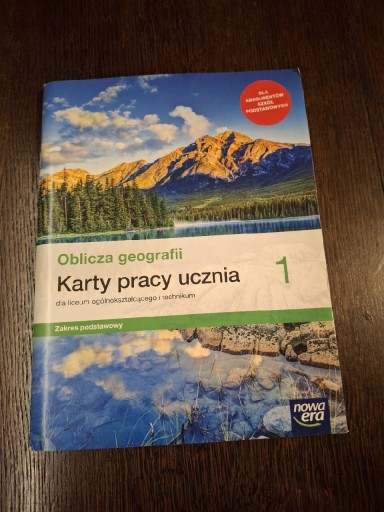 DLA
ABSOLWENTÓW
SZKÓŁ
PODSTAWOWYCH
Oblicza geografii
Karty pracy ucznia 1
dla liceum ogólnokształcącego i technikum
Zakres podstawowy
nowa
era